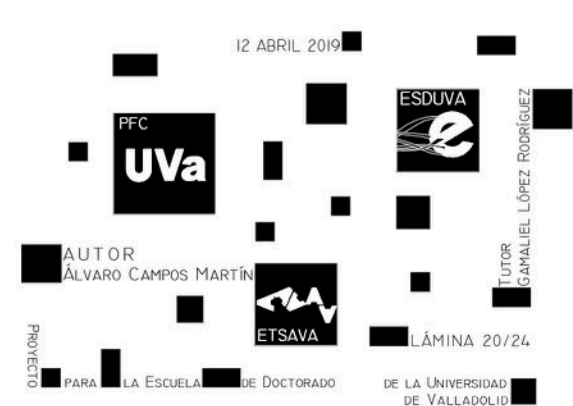 12 ABRIL 2019
PFC
UVa
ESDUVA
e
TUTOR
GAMALIEL LÓPEZ RODRÍGUEZ
AUTOR
ÁLVARO CAMPOS MARTÍN
ETSAVA
LÁMINA 20/24
PROYECTO PARA LA ESCUELA DE DOCTORADO
DE LA UNIVERSIDAD
DE VALLADOLID